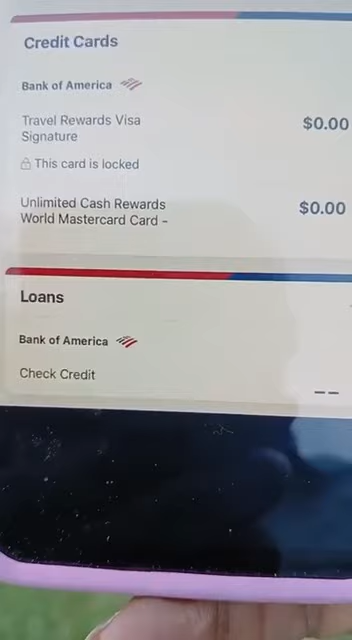 Credit Cards
Bank of America
Travel Rewards Visa
Signature
$0.00
This card is locked
Unlimited Cash Rewards
World Mastercard Card –
$0.00
Loans
Bank of America
Check Credit
– –